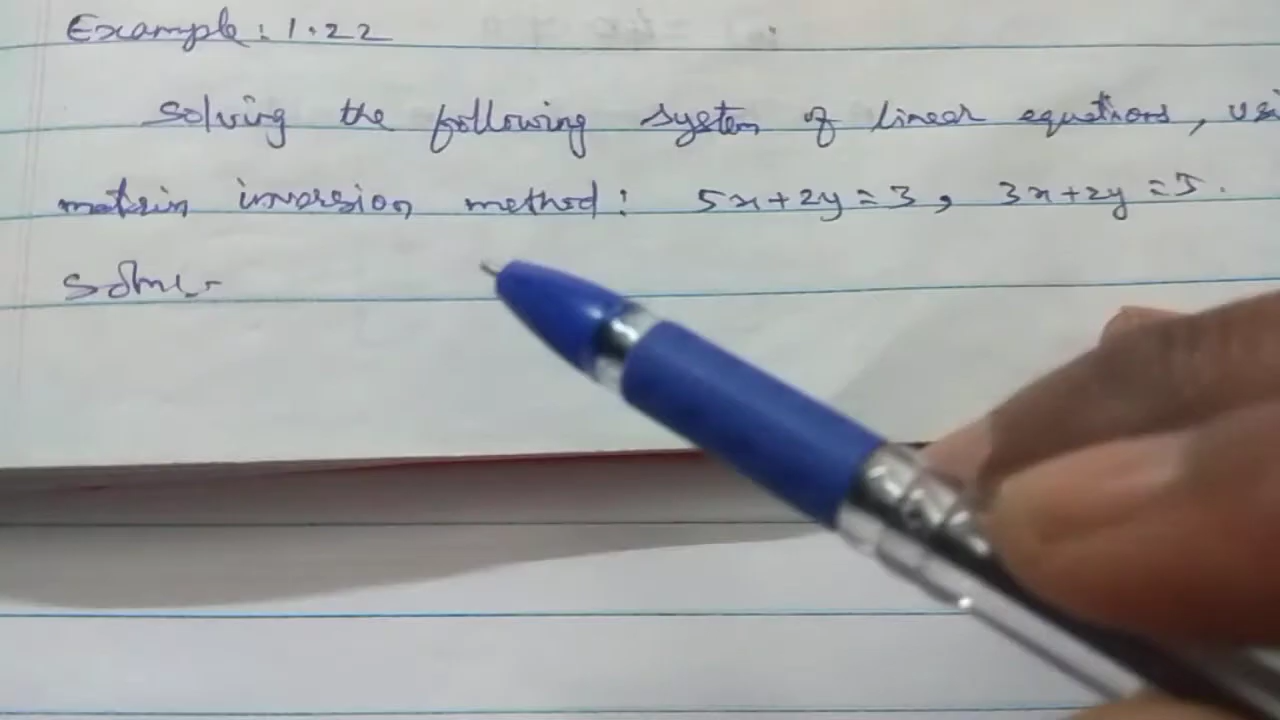 Example: 1.22
Solving the following system of linear equations, usi
matrix inversion method: 5x+2y=3, 3x+2y=5.
Soln:-